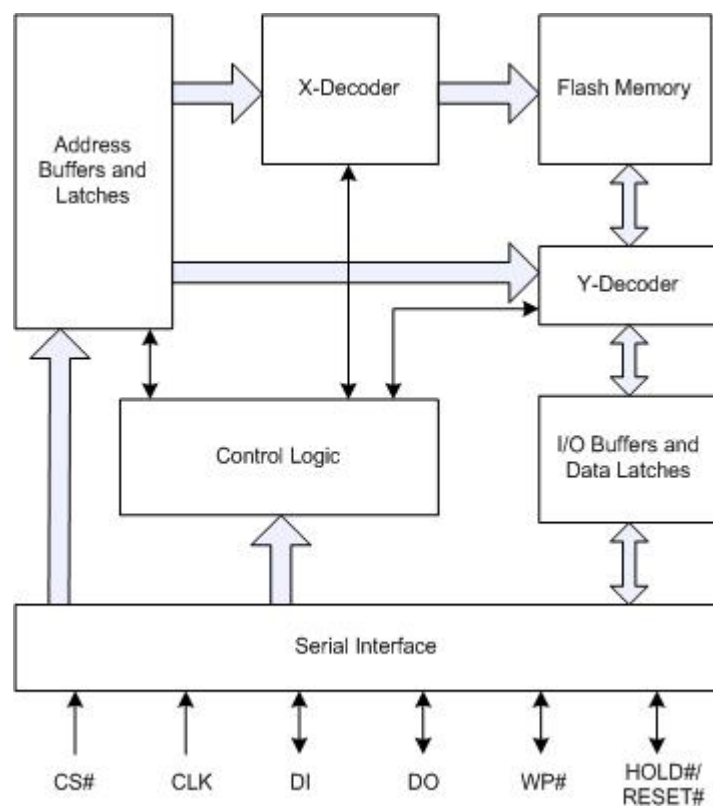 X-Decoder
Flash Memory
Address
Buffers and
Latches
Y-Decoder
Control Logic
I/O Buffers and
Data Latches
Serial Interface
CS#
CLK
DI
DO
WP#
HOLD#/
RESET#